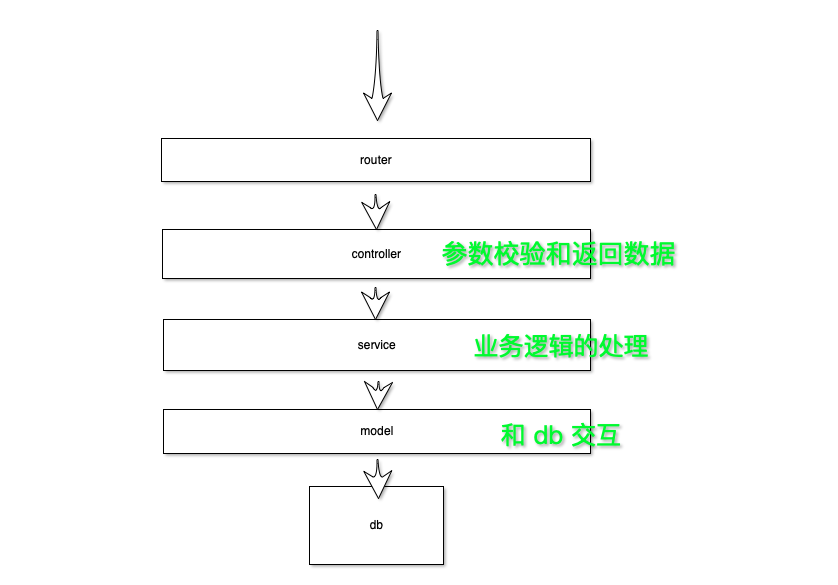 router
controller 参数校验和返回数据
service 业务逻辑的处理
model 和 db 交互
db